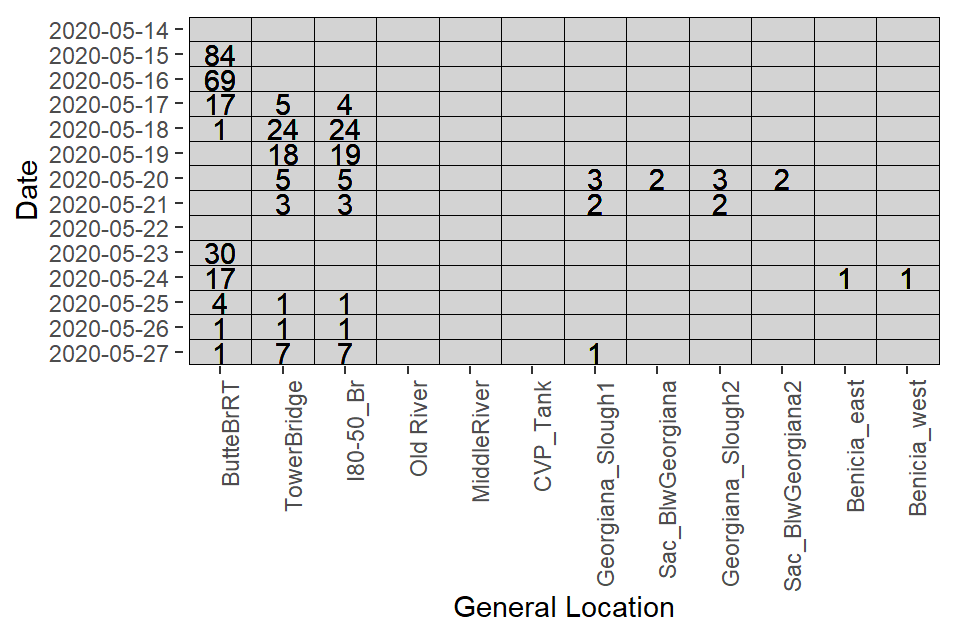 2020-05-14
2020-05-15 84
2020-05-16 69
2020-05-17 17 5 4
2020-05-18 1 24 24
2020-05-19 18 19
2020-05-20 5 5 3 2 3 2
2020-05-21 3 3 2 2
2020-05-22
2020-05-23 30
2020-05-24 17 1 1
2020-05-25 4 1 1
2020-05-26 1 1 1
2020-05-27 1 7 7 1
Date
ButteBrRT
TowerBridge
I80-50_Br
Old River
MiddleRiver
CVP_Tank
Georgiana_Slough1
Sac_BlwGeorgiana
Georgiana_Slough2
Sac_BlwGeorgiana2
Benicia_east
Benicia_west
General Location